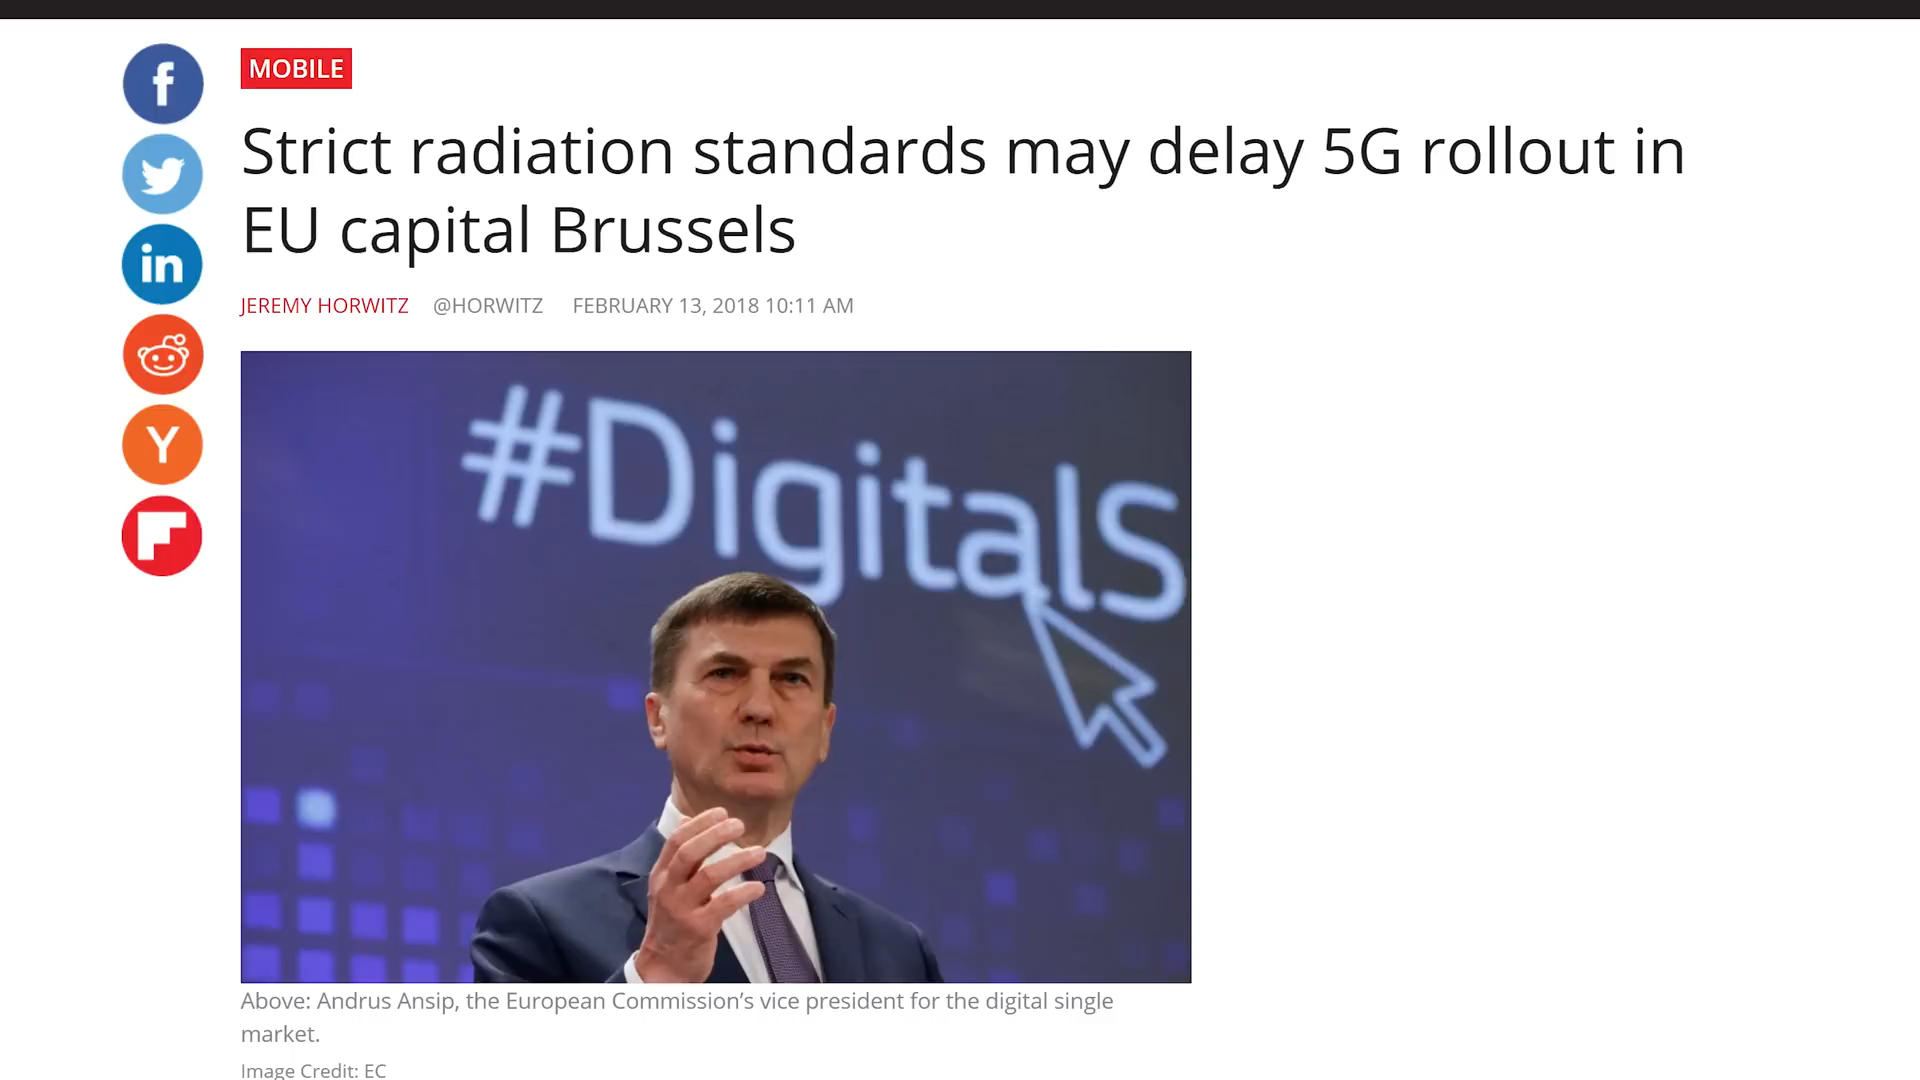 MOBILE
Strict radiation standards may delay 5G rollout in
EU capital Brussels
JEREMY HORWITZ @HORWITZ FEBRUARY 13, 2018 10:11 AM
#DigitalS
Above: Andrus Ansip, the European Commission’s vice president for the digital single
market.
Image Credit: EC